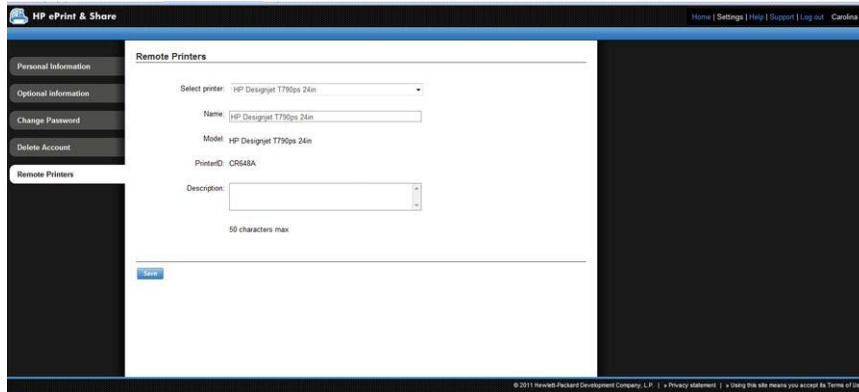 HP ePrint & Share
Home | Settings | Help | Support | Log out Carolina
Remote Printers
Personal Information
Optional information
Change Password
Delete Account
Remote Printers
Select printer: HP Designjet T790ps 24in
Name: HP Designjet T790ps 24in
Model: HP Designjet T790ps 24in
PrinterID: CR648A
Description:
50 characters max
Save
© 2011 Hewlett-Packard Development Company, L.P. | » Privacy statement | » Using this site means you accept its Terms of